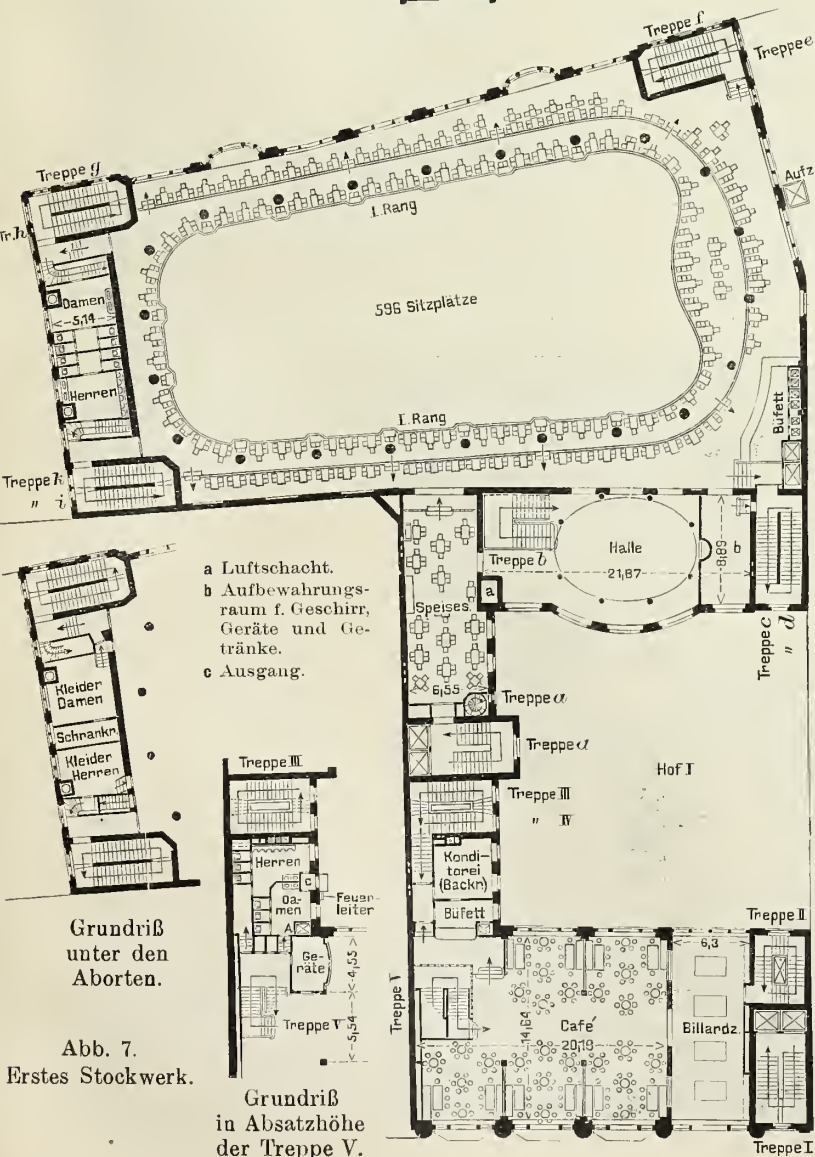 Treppe f
Treppe e
Treppe g
Tr. h
Aufz
I. Rang
Damen
5,14
596 Sitzplätze
Herren
I. Rang
Büfett
Treppe k
" i
a Luftschacht.
b Aufbewahrungs-
raum f. Geschirr,
Geräte und Ge-
tränke.
c Ausgang.
Treppe b
Halle
21,87
8,89
b
a
Speises.
6,55
Treppe c
" d
Treppe a
Treppe a
Kleider
Damen
Schrankr.
Kleider
Herren
Hof I
Treppe III
Treppe III
" IV
Herren
c
Da-
men
A
Feuer-
leiter
Ge-
räte
4,55
5,54
Treppe V
Kondi-
torei
(Backr.)
Büfett
Treppe II
6,3
Treppe V
Café
20,19
14,64
Billardz.
Treppe I
Grundriß
unter den
Aborten.
Abb. 7.
Erstes Stockwerk.
Grundriß
in Absatzhöhe
der Treppe V.